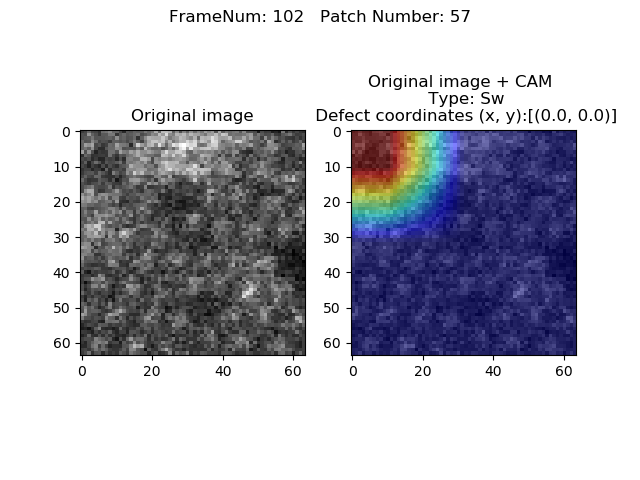 FrameNum: 102   Patch Number: 57
Original image
0
10
20
30
40
50
60
0 20 40 60
Original image + CAM
Type: Sw
Defect coordinates (x, y):[(0.0, 0.0)]
0
10
20
30
40
50
60
0 20 40 60